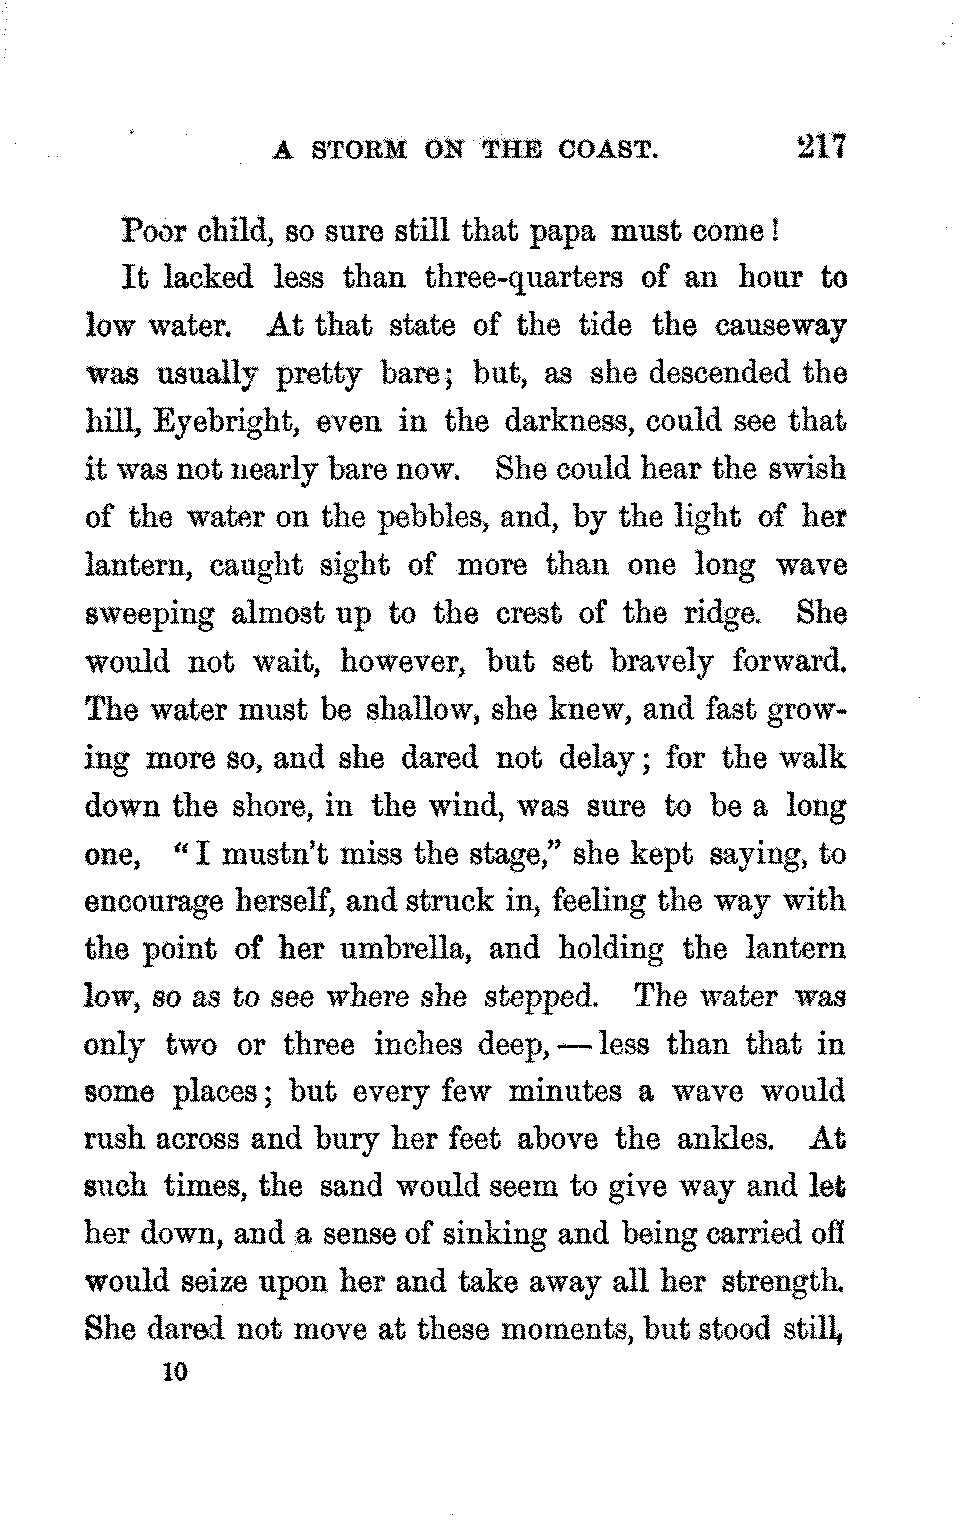 A STORM ON THE COAST. 217
Poor child, so sure still that papa must come!
It lacked less than three-quarters of an hour to
low water. At that state of the tide the causeway
was usually pretty bare; but, as she descended the
hill, Eyebright, even in the darkness, could see that
it was not nearly bare now. She could hear the swish
of the water on the pebbles, and, by the light of her
lantern, caught sight of more than one long wave
sweeping almost up to the crest of the ridge. She
would not wait, however, but set bravely forward.
The water must be shallow, she knew, and fast grow-
ing more so, and she dared not delay; for the walk
down the shore, in the wind, was sure to be a long
one, "I mustn't miss the stage," she kept saying, to
encourage herself, and struck in, feeling the way with
the point of her umbrella, and holding the lantern
low, so as to see where she stepped. The water was
only two or three inches deep, — less than that in
some places; but every few minutes a wave would
rush across and bury her feet above the ankles. At
such times, the sand would seem to give way and let
her down, and a sense of sinking and being carried off
would seize upon her and take away all her strength.
She dared not move at these moments, but stood still,
10